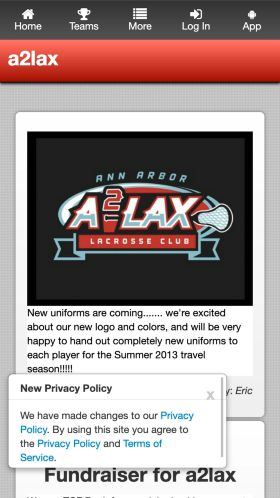 Home Teams More Log In App
a2lax
ANN ARBOR
A2LAX
LACROSSE CLUB
New uniforms are coming....... we're excited
about our new logo and colors, and will be very
happy to hand out completely new uniforms to
each player for the Summer 2013 travel
season!!!!!
y: Eric
New Privacy Policy
x
We have made changes to our Privacy
Policy. By using this site you agree to
the Privacy Policy and Terms of
Service.
Fundraiser for a2lax